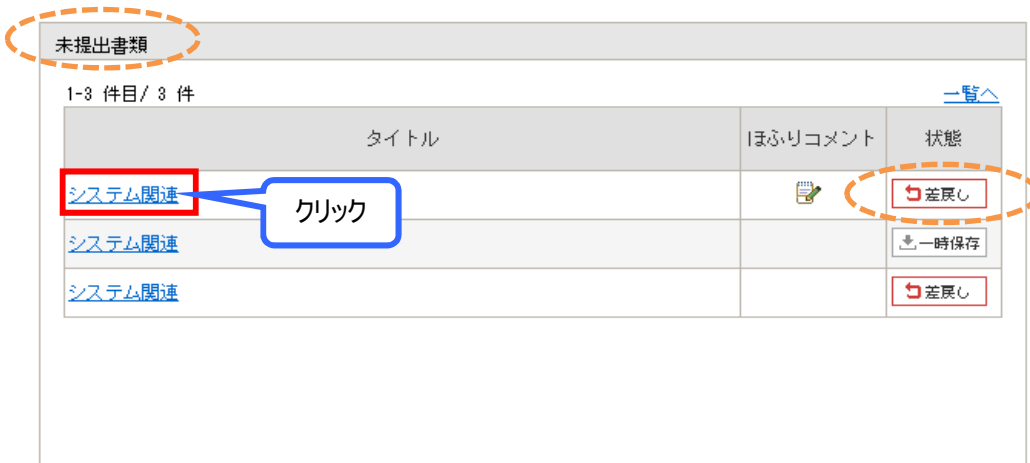 未提出書類
1-3 件目/ 3 件 一覧へ
タイトル ほふりコメント 状態
システム関連 クリック 差戻し
システム関連 一時保存
システム関連 差戻し